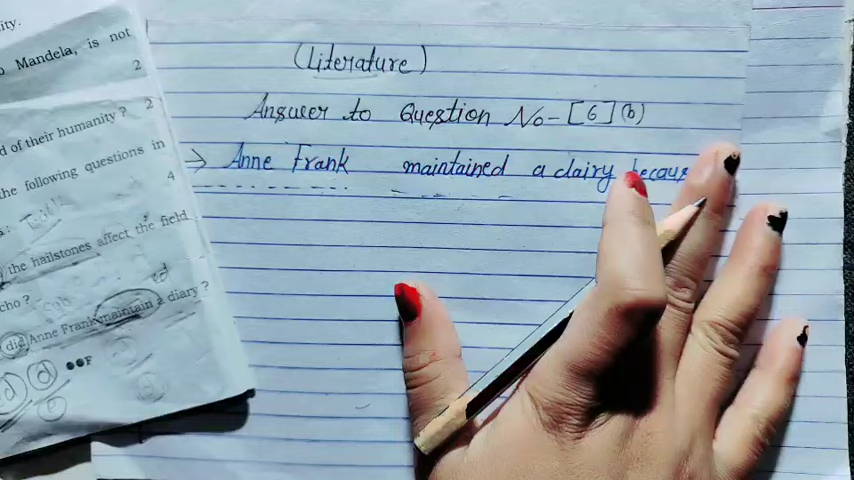 ity.
Mandela, is not
2
d of their humanity ? 2
the following questions in
4
the hailstones affect the field
cho ?
did Anne Frank maintain a diary ?
F
(Literature)
Answer to Question No - [6] (b)
→ Anne Frank maintained a dairy becaus